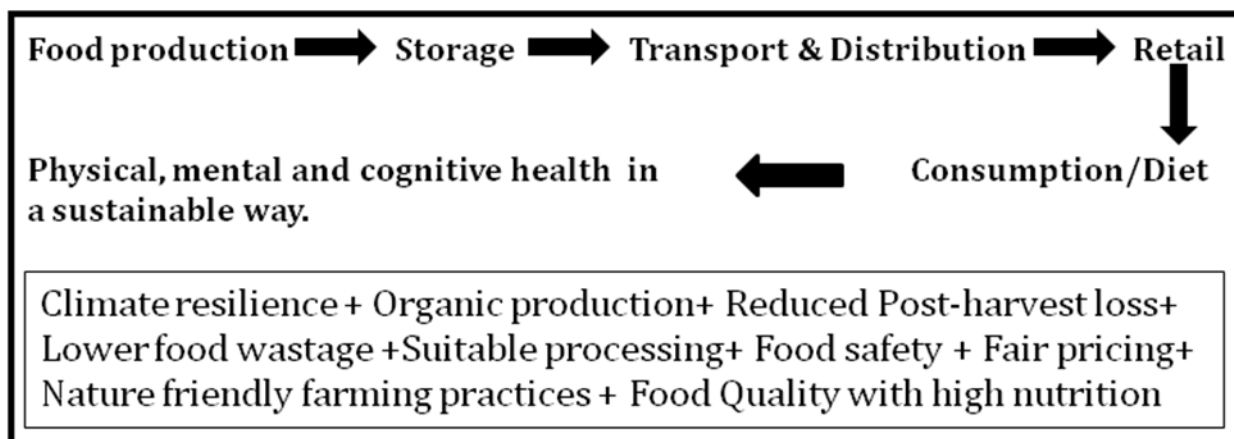 Food production Storage Transport & Distribution Retail
Physical, mental and cognitive health in Consumption/Diet
a sustainable way.
Climate resilience + Organic production+ Reduced Post-harvest loss+
Lower food wastage +Suitable processing+ Food safety + Fair pricing+
Nature friendly farming practices + Food Quality with high nutrition